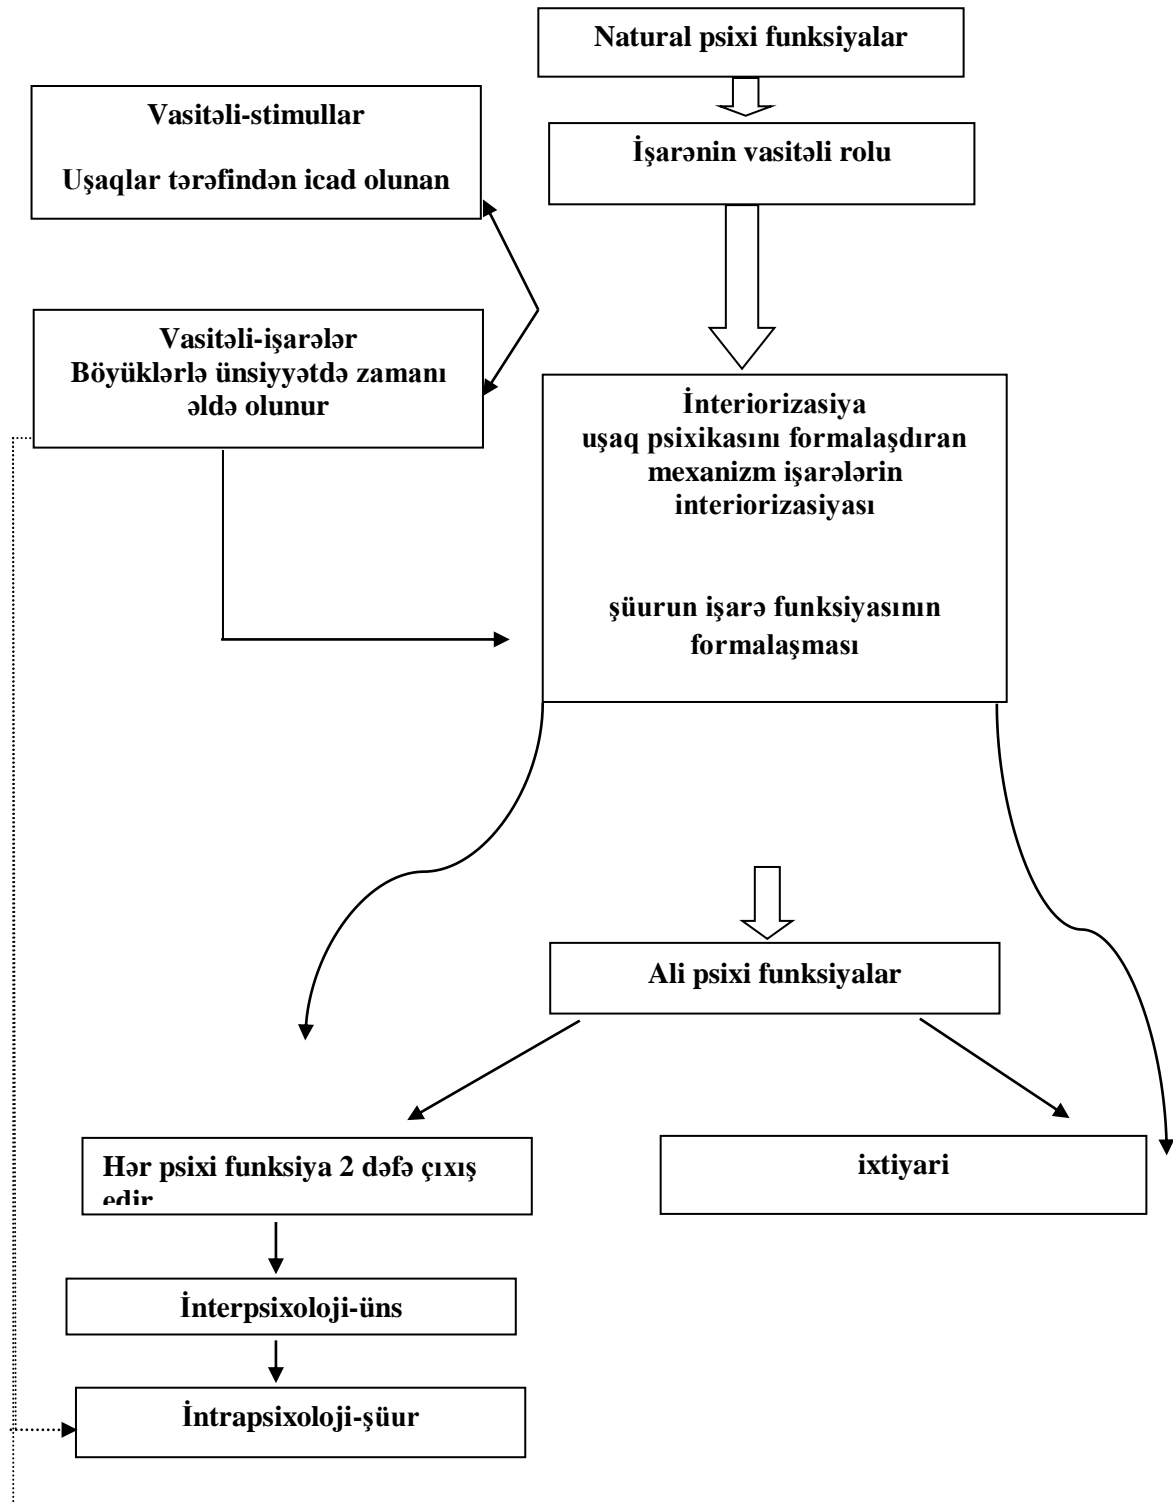 Natural psixi funksiyalar
Vasitəli-stimullar
Uşaqlar tərəfindən icad olunan
İşarənin vasitəli rolu
Vasitəli-işarələr
Böyüklərlə ünsiyyətdə zamanı
əldə olunur
İnteriorizasiya
uşaq psixikasını formalaşdıran
mexanizm işarələrin
interiorizasiyası
şüurun işarə funksiyasının
formalaşması
Ali psixi funksiyalar
Hər psixi funksiya 2 dəfə çıxış
edir
ixtiyari
İnterpsixoloji-üns
İntrapsixoloji-şüur